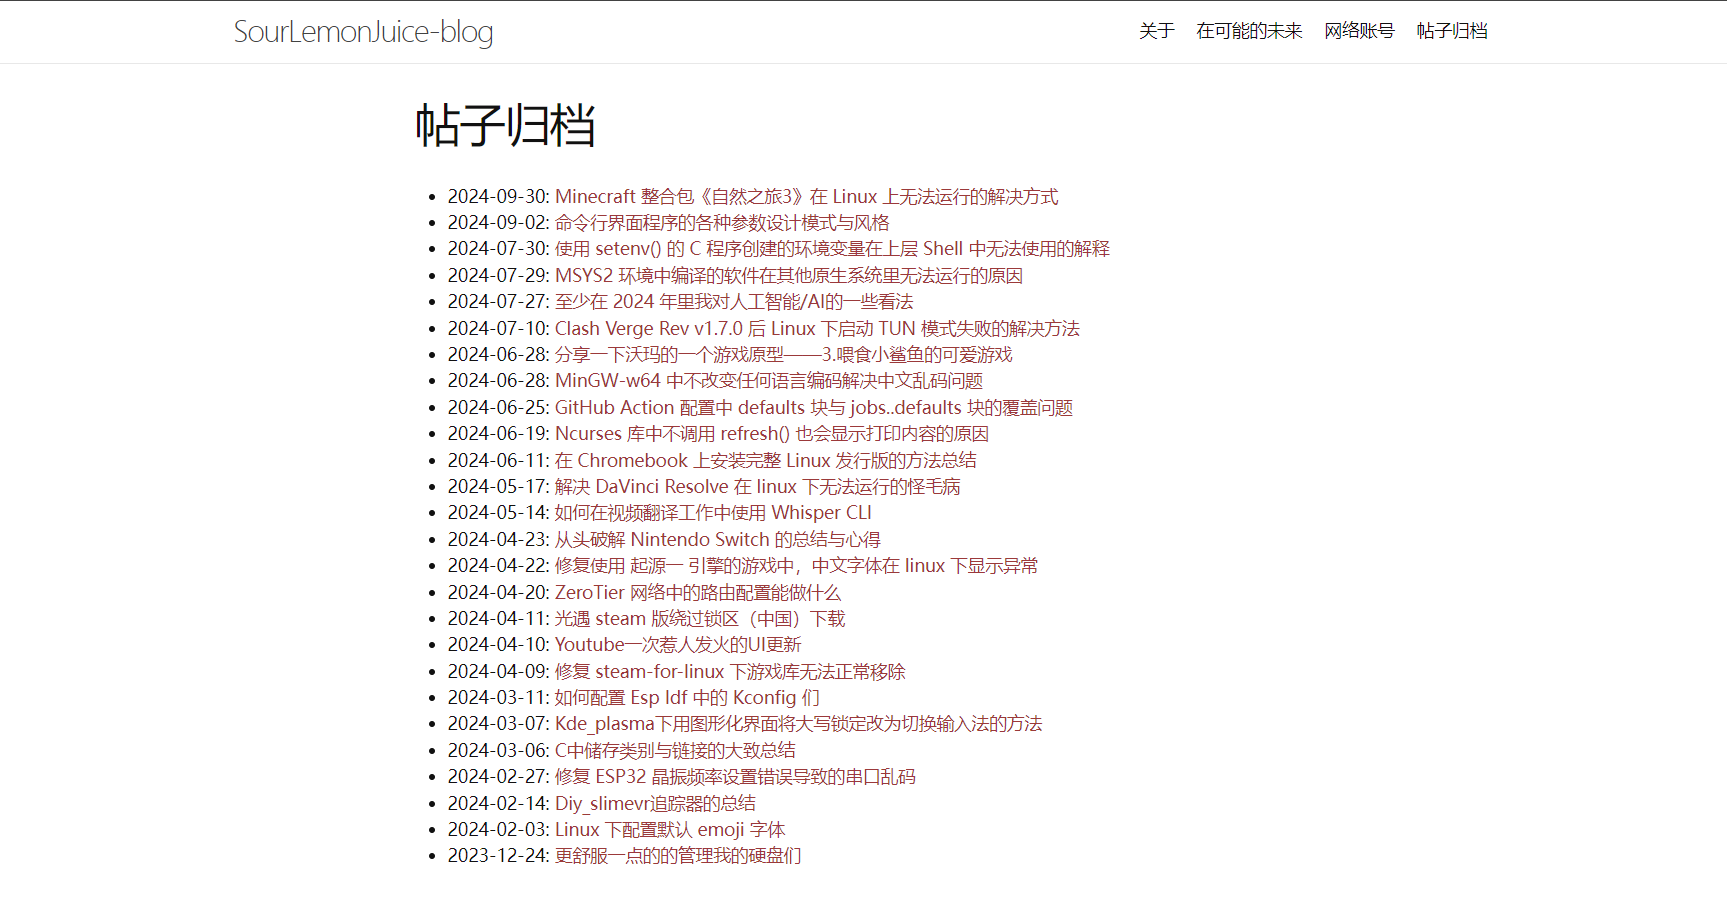 SourLemonJuice-blog
关于 在可能的未来 网络账号 帖子归档
帖子归档
2024-09-30: Minecraft 整合包《自然之旅3》在 Linux 上无法运行的解决方式
2024-09-02: 命令行界面程序的各种参数设计模式与风格
2024-07-30: 使用 setenv() 的 C 程序创建的环境变量在上层 Shell 中无法使用的解释
2024-07-29: MSYS2 环境中编译的软件在其他原生系统里无法运行的原因
2024-07-27: 至少在 2024 年里我对人工智能/AI的一些看法
2024-07-10: Clash Verge Rev v1.7.0 后 Linux 下启动 TUN 模式失败的解决方法
2024-06-28: 分享一下沃玛的一个游戏原型——3.喂食小鲨鱼的可爱游戏
2024-06-28: MinGW-w64 中不改变任何语言编码解决中文乱码问题
2024-06-25: GitHub Action 配置中 defaults 块与 jobs..defaults 块的覆盖问题
2024-06-19: Ncurses 库中不调用 refresh() 也会显示打印内容的原因
2024-06-11: 在 Chromebook 上安装完整 Linux 发行版的方法总结
2024-05-17: 解决 DaVinci Resolve 在 linux 下无法运行的怪毛病
2024-05-14: 如何在视频翻译工作中使用 Whisper CLI
2024-04-23: 从头破解 Nintendo Switch 的总结与心得
2024-04-22: 修复使用 起源一 引擎的游戏中，中文字体在 linux 下显示异常
2024-04-20: ZeroTier 网络中的路由配置能做什么
2024-04-11: 光遇 steam 版绕过锁区（中国）下载
2024-04-10: Youtube一次惹人发火的UI更新
2024-04-09: 修复 steam-for-linux 下游戏库无法正常移除
2024-03-11: 如何配置 Esp Idf 中的 Kconfig 们
2024-03-07: Kde_plasma下用图形化界面将大写锁定改为切换输入法的方法
2024-03-06: C中储存类别与链接的大致总结
2024-02-27: 修复 ESP32 晶振频率设置错误导致的串口乱码
2024-02-14: Diy_slimevr追踪器的总结
2024-02-03: Linux 下配置默认 emoji 字体
2023-12-24: 更舒服一点的的管理我的硬盘们